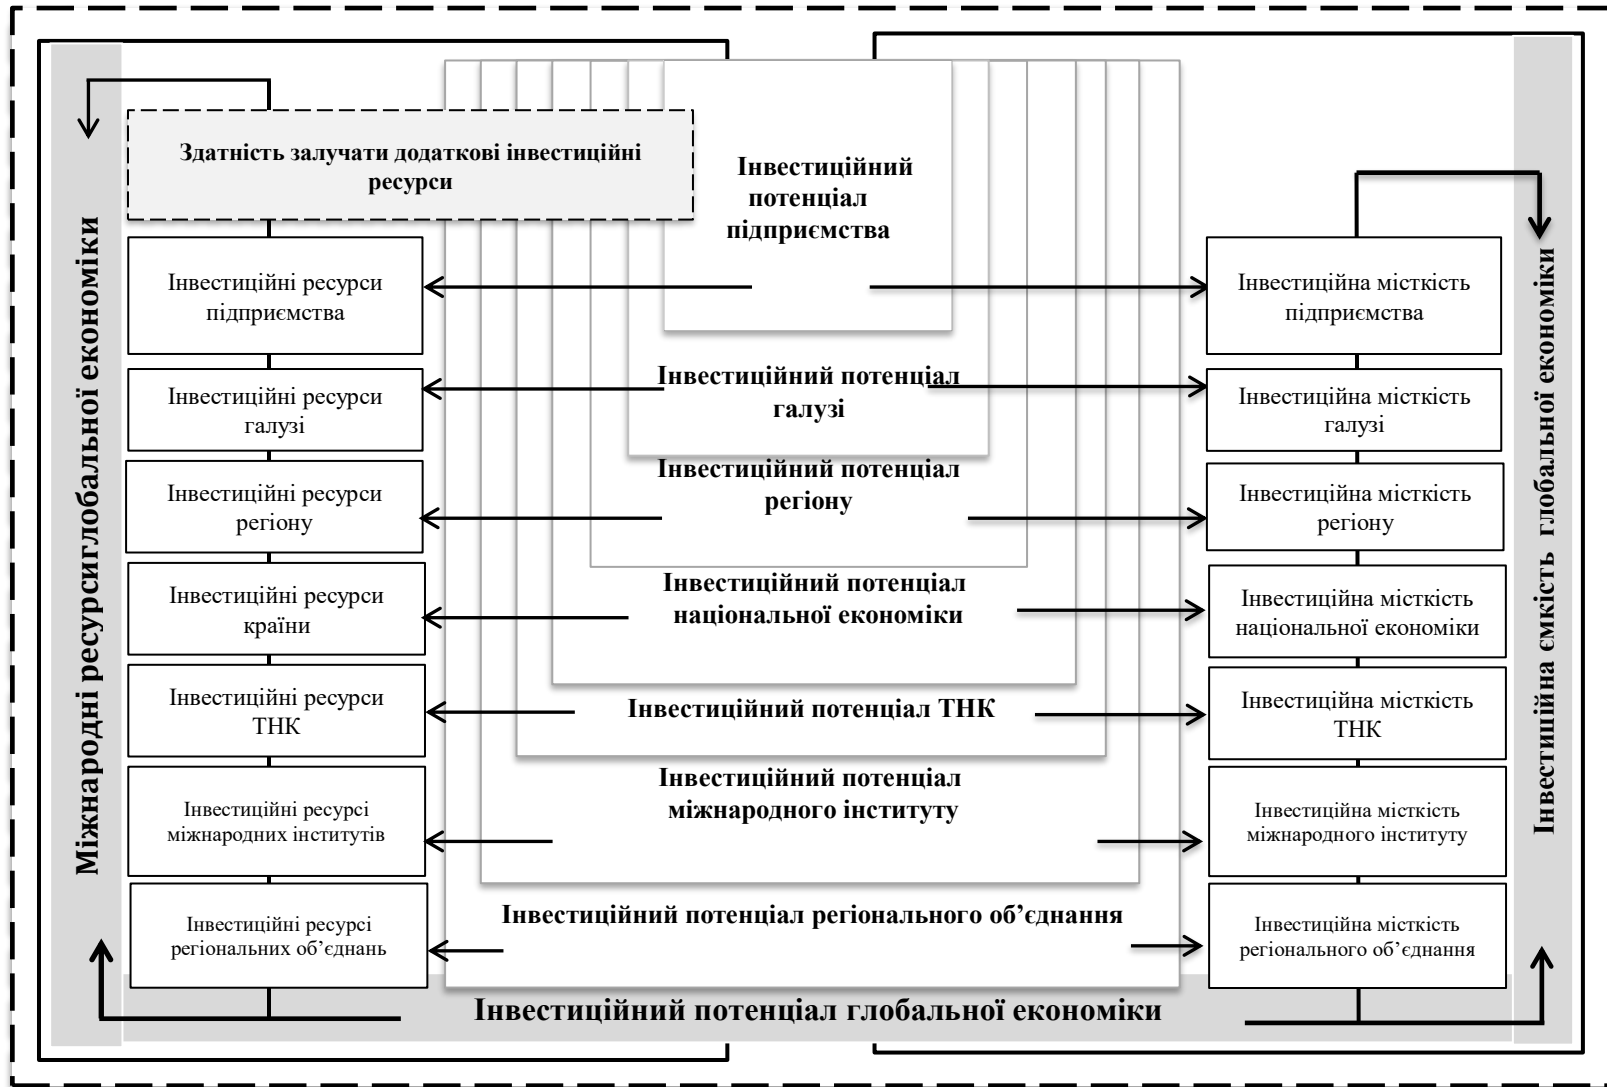 Здатність залучати додаткові інвестиційні
ресурси
Інвестиційний
потенціал
підприємства
Міжнародні ресурсиглобальної економіки
Інвестиційна ємкість глобальної економіки
Інвестиційні ресурси
підприємства
Інвестиційна місткість
підприємства
Інвестиційні ресурси
галузі
Інвестиційний потенціал
галузі
Інвестиційна місткість
галузі
Інвестиційні ресурси
регіону
Інвестиційний потенціал
регіону
Інвестиційна місткість
регіону
Інвестиційні ресурси
країни
Інвестиційний потенціал
національної економіки
Інвестиційна місткість
національної економіки
Інвестиційні ресурси
ТНК
Інвестиційний потенціал ТНК
Інвестиційна місткість
ТНК
Інвестиційні ресурсі
міжнародних інститутів
Інвестиційний потенціал
міжнародного інституту
Інвестиційна місткість
міжнародного інституту
Інвестиційні ресурсі
регіональних об’єднань
Інвестиційний потенціал регіонального об’єднання
Інвестиційна місткість
регіонального об’єднання
Інвестиційний потенціал глобальної економіки